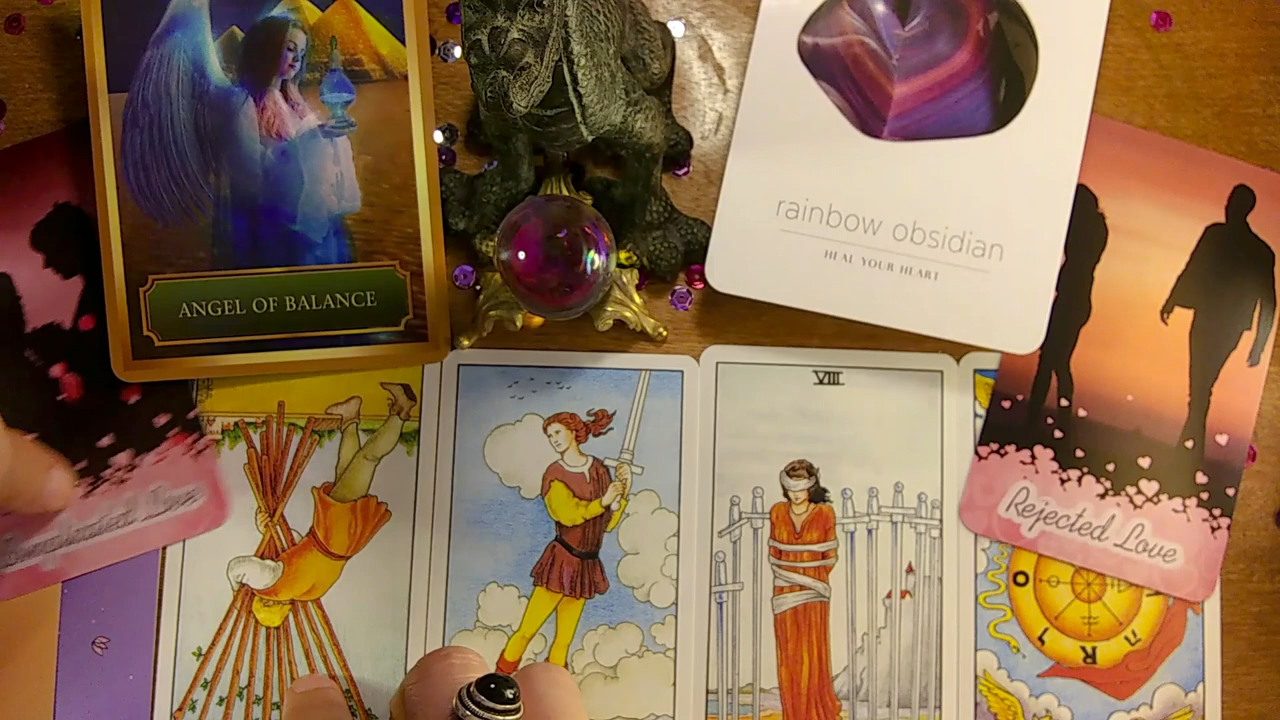 ANGEL OF BALANCE
rainbow obsidian
HEAL YOUR HEART
VIII
Rejected Love